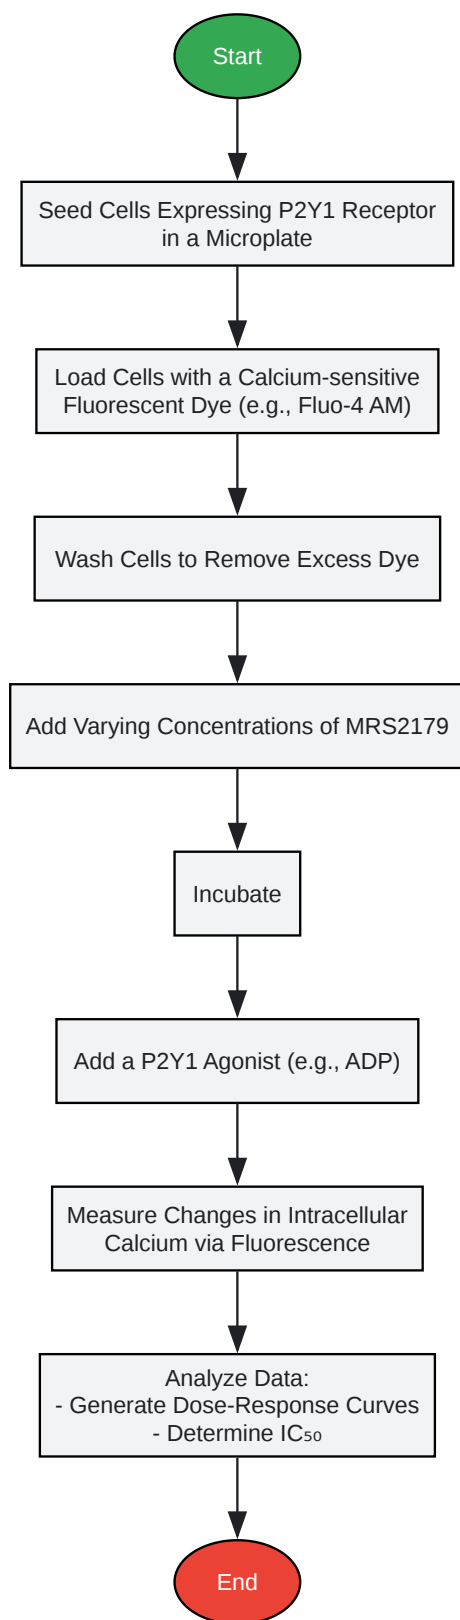 Start
Seed Cells Expressing P2Y1 Receptor
in a Microplate
Load Cells with a Calcium-sensitive
Fluorescent Dye (e.g., Fluo-4 AM)
Wash Cells to Remove Excess Dye
Add Varying Concentrations of MRS2179
Incubate
Add a P2Y1 Agonist (e.g., ADP)
Measure Changes in Intracellular
Calcium via Fluorescence
Analyze Data:
- Generate Dose-Response Curves
- Determine IC₅₀
End